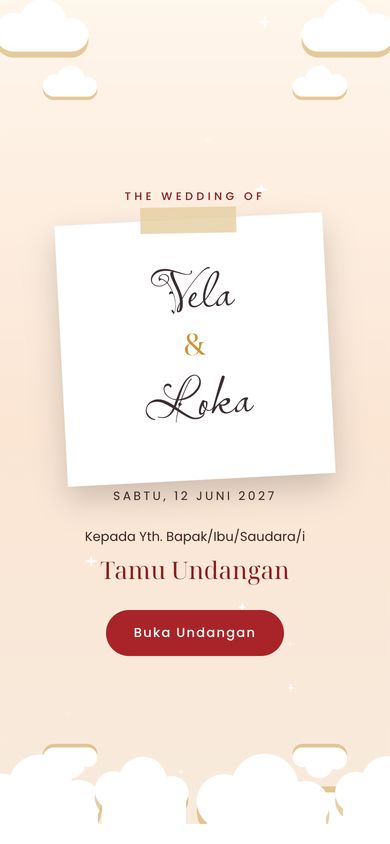 THE WEDDING OF
Vela
&
Loka
SABTU, 12 JUNI 2027
Kepada Yth. Bapak/Ibu/Saudara/i
Tamu Undangan
Buka Undangan